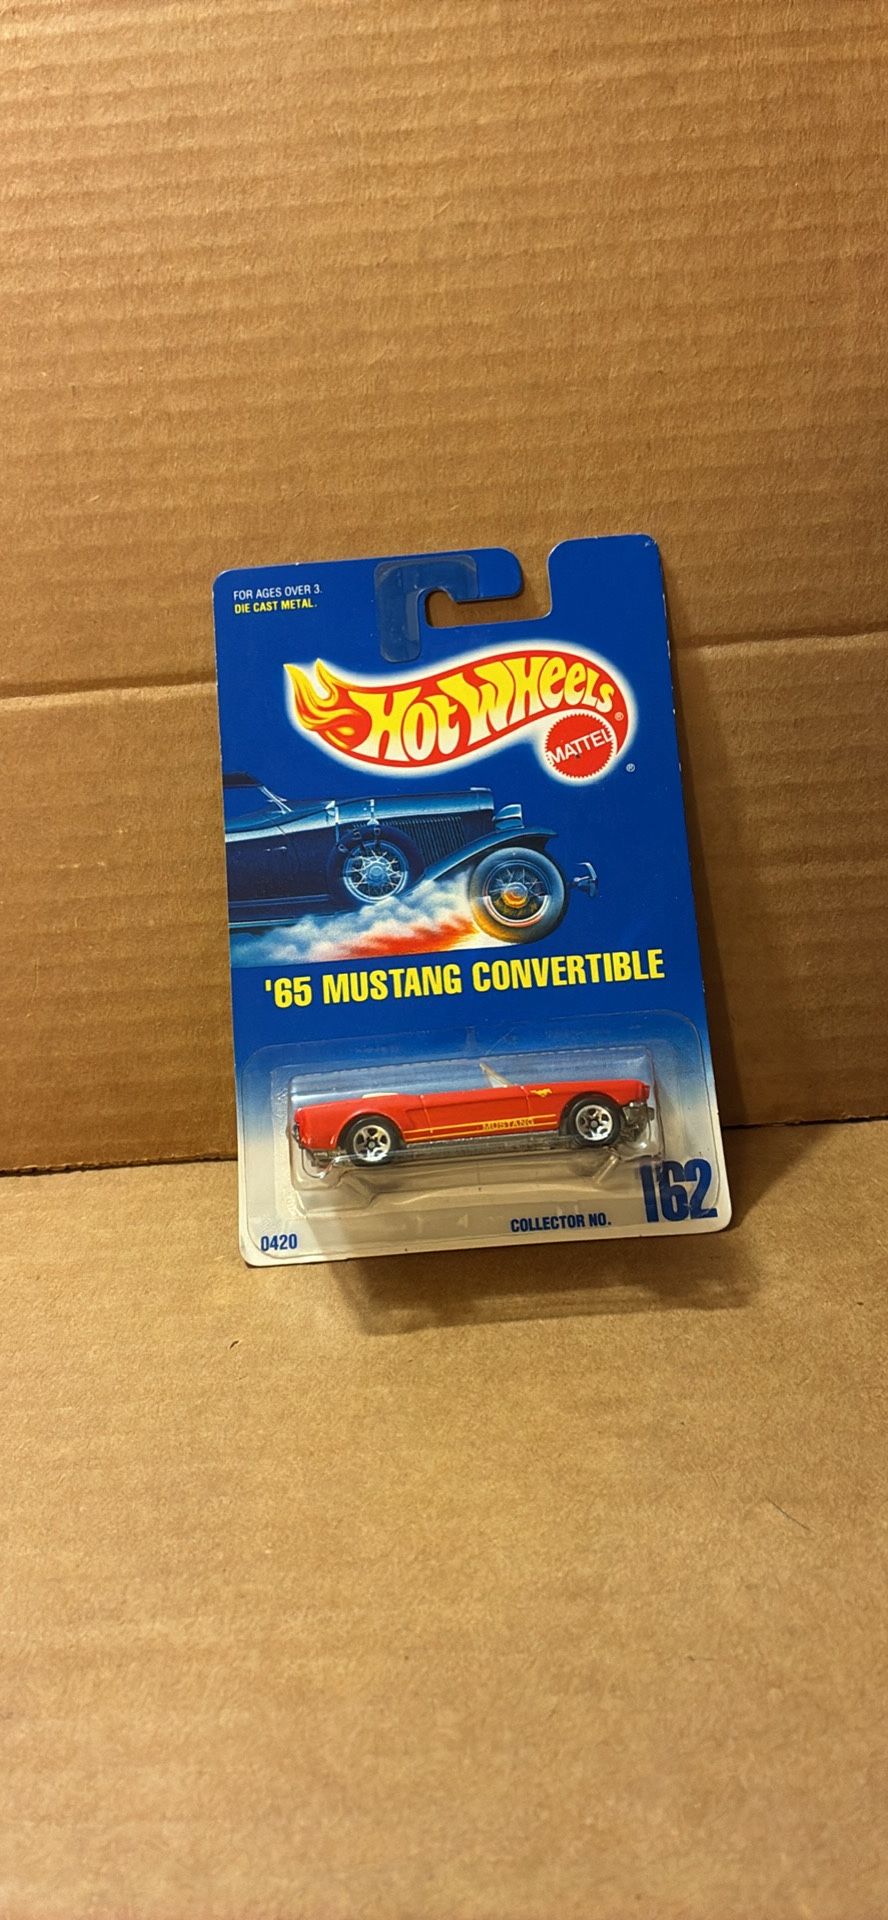 FOR AGES OVER 3.
DIE CAST METAL.
HOT WHEELS®
MATTEL
®
'65 MUSTANG CONVERTIBLE
MUSTANG
0420
COLLECTOR NO. 162